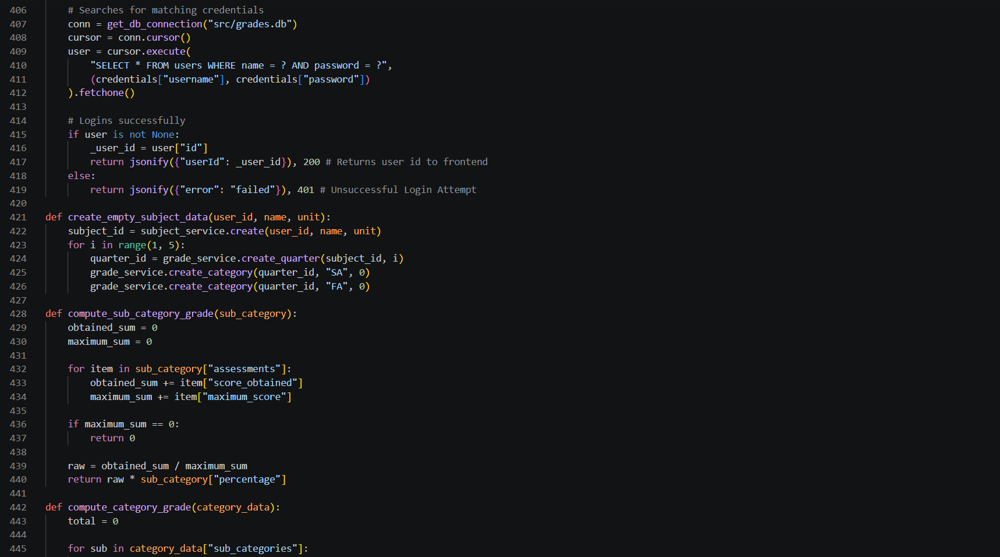 406 # Searches for matching credentials
407 conn = get_db_connection("src/grades.db")
408 cursor = conn.cursor()
409 user = cursor.execute(
410 "SELECT * FROM users WHERE name = ? AND password = ?",
411 (credentials["username"], credentials["password"])
412 ).fetchone()
413
414 # Logins successfully
415 if user is not None:
416 _user_id = user["id"]
417 return jsonify({"userId": _user_id}), 200 # Returns user id to frontend
418 else:
419 return jsonify({"error": "failed"}), 401 # Unsuccessful Login Attempt
420
421 def create_empty_subject_data(user_id, name, unit):
422 subject_id = subject_service.create(user_id, name, unit)
423 for i in range(1, 5):
424 quarter_id = grade_service.create_quarter(subject_id, i)
425 grade_service.create_category(quarter_id, "SA", 0)
426 grade_service.create_category(quarter_id, "FA", 0)
427
428 def compute_sub_category_grade(sub_category):
429 obtained_sum = 0
430 maximum_sum = 0
431
432 for item in sub_category["assessments"]:
433 obtained_sum += item["score_obtained"]
434 maximum_sum += item["maximum_score"]
435
436 if maximum_sum == 0:
437 return 0
438
439 raw = obtained_sum / maximum_sum
440 return raw * sub_category["percentage"]
441
442 def compute_category_grade(category_data):
443 total = 0
444
445 for sub in category_data["sub_categories"]: